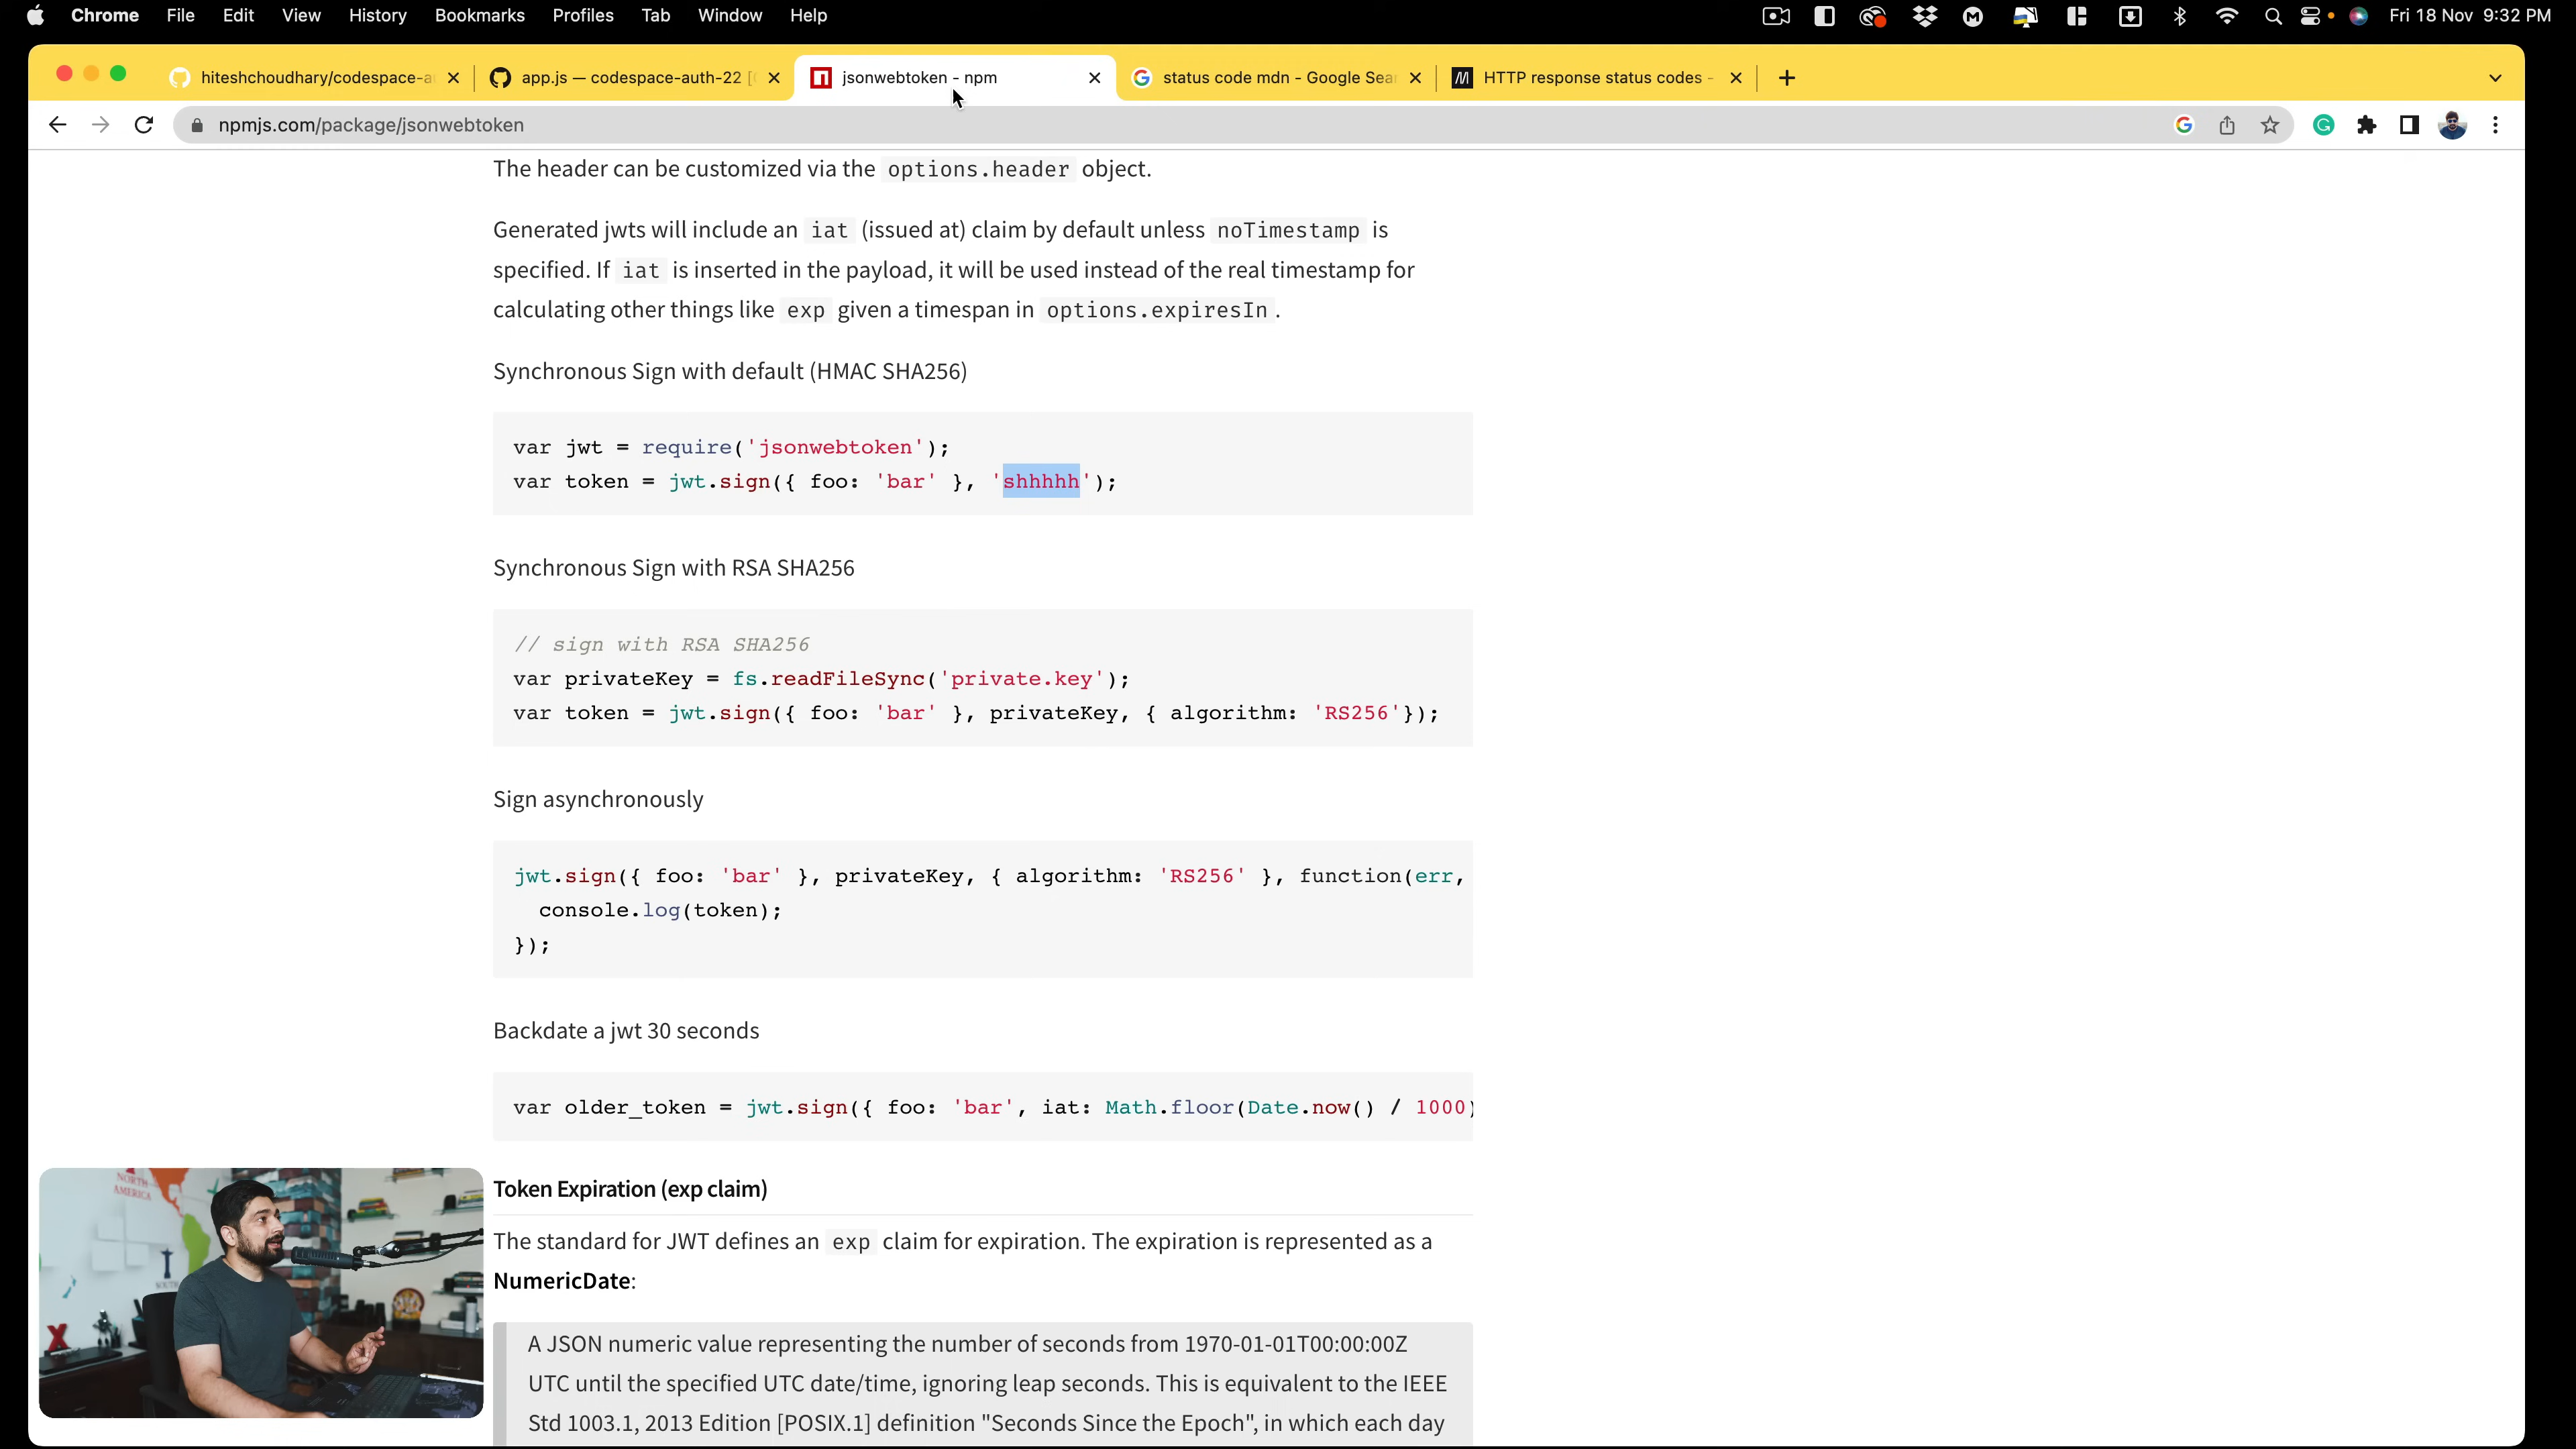 Chrome File Edit View History Bookmarks Profiles Tab Window Help Fri 18 Nov 9:32 PM
hiteshchoudhary/codespace-a app.js — codespace-auth-22 [ jsonwebtoken - npm status code mdn - Google Sea HTTP response status codes -
npmjs.com/package/jsonwebtoken
The header can be customized via the options.header object.
Generated jwts will include an iat (issued at) claim by default unless noTimestamp is
specified. If iat is inserted in the payload, it will be used instead of the real timestamp for
calculating other things like exp given a timespan in options.expiresIn .
Synchronous Sign with default (HMAC SHA256)
var jwt = require('jsonwebtoken');
var token = jwt.sign({ foo: 'bar' }, 'shhhhh');
Synchronous Sign with RSA SHA256
// sign with RSA SHA256
var privateKey = fs.readFileSync('private.key');
var token = jwt.sign({ foo: 'bar' }, privateKey, { algorithm: 'RS256'});
Sign asynchronously
jwt.sign({ foo: 'bar' }, privateKey, { algorithm: 'RS256' }, function(err,
console.log(token);
});
Backdate a jwt 30 seconds
var older_token = jwt.sign({ foo: 'bar', iat: Math.floor(Date.now() / 1000)
Token Expiration (exp claim)
The standard for JWT defines an exp claim for expiration. The expiration is represented as a
NumericDate:
A JSON numeric value representing the number of seconds from 1970-01-01T00:00:00Z
UTC until the specified UTC date/time, ignoring leap seconds. This is equivalent to the IEEE
Std 1003.1, 2013 Edition [POSIX.1] definition "Seconds Since the Epoch", in which each day
NORTH
AMERICA